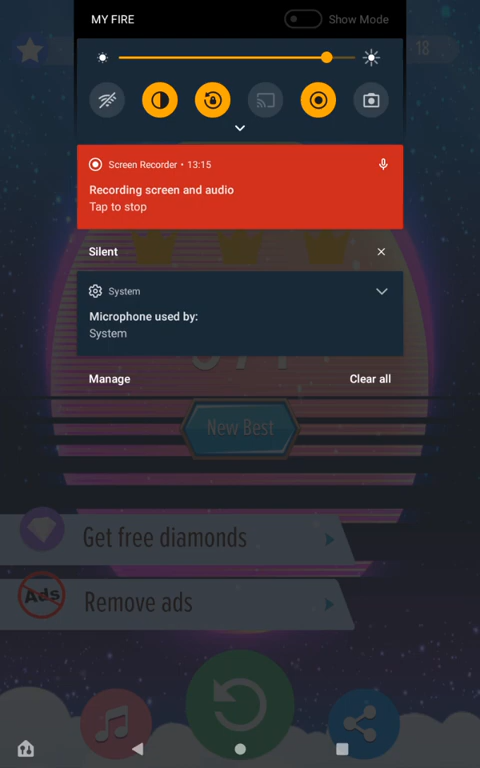 MY FIRE
Show Mode
18
Screen Recorder • 13:15
Recording screen and audio
Tap to stop
Silent
System
Microphone used by:
System
Manage
Clear all
New Best
Get free diamonds
Ads
Remove ads